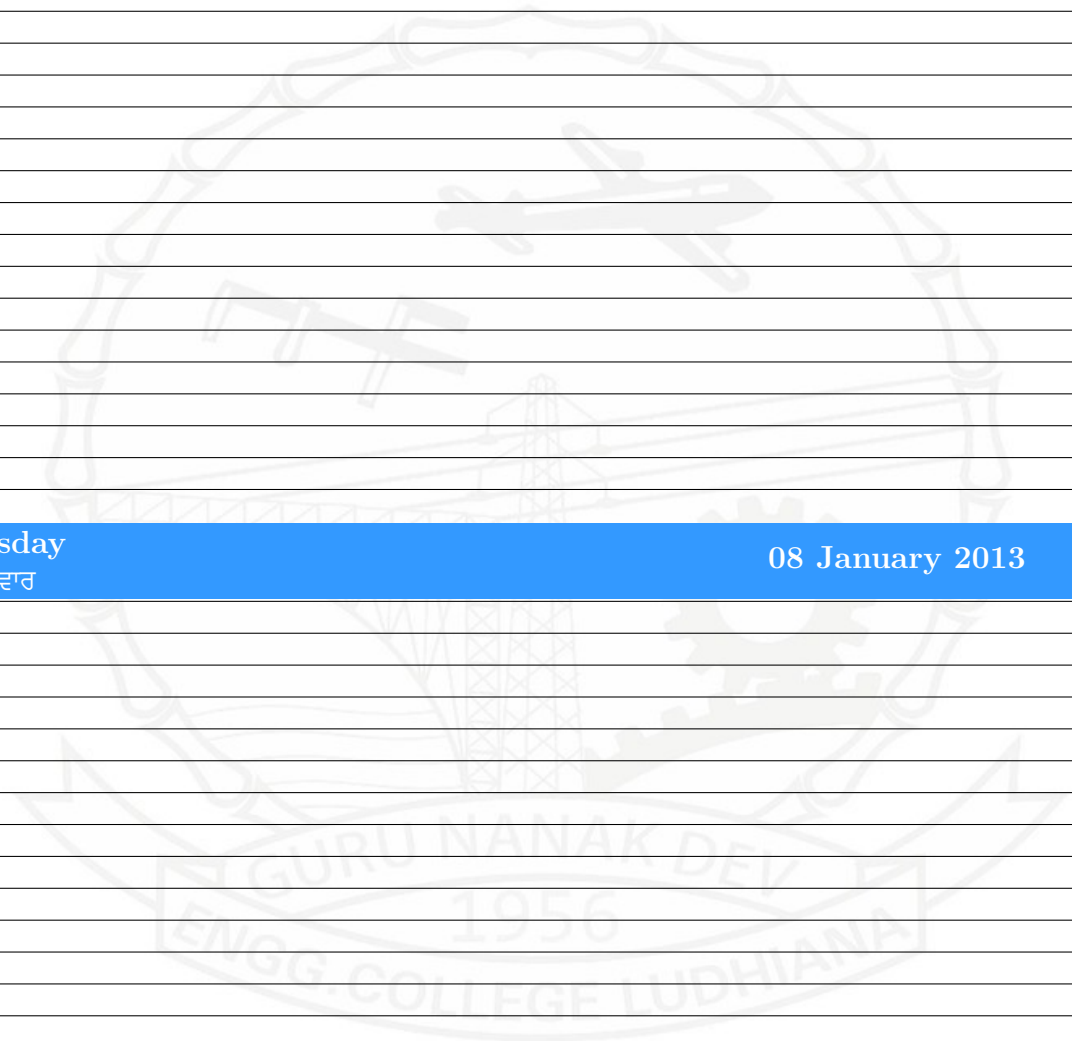 sday
ਵਾਰ
08 January 2013
GURU NANAK DEV
1956
ENGG. COLLEGE LUDHIANA